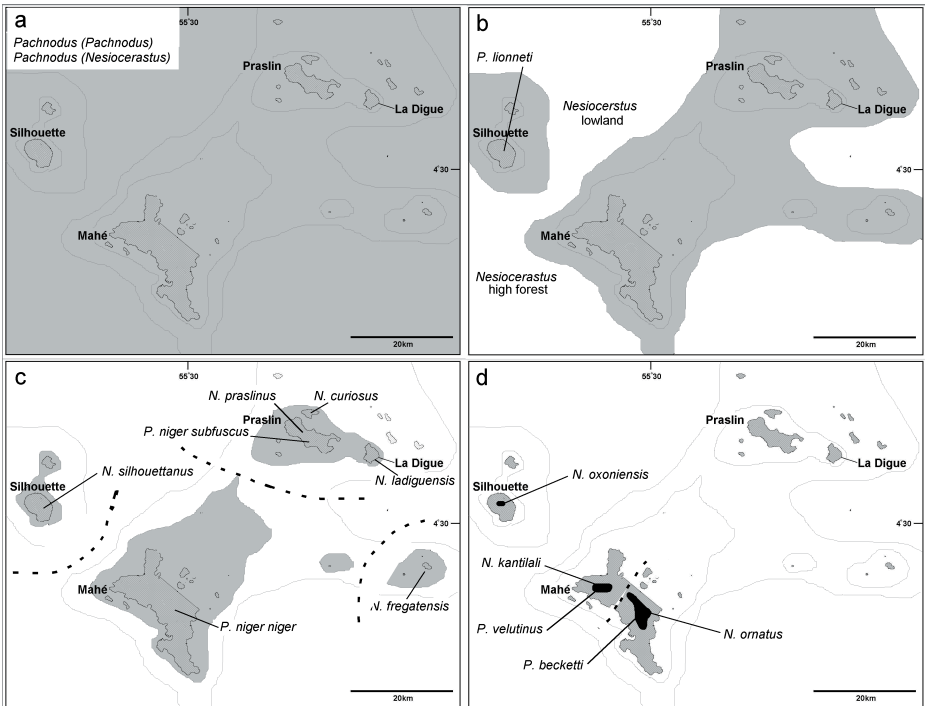 a
55°30
Pachnodus (Pachnodus)
Pachnodus (Nesiocerastus)
Praslin
La Digue
Silhouette
4°30
Mahé
20km
b
55°30
P. lionneti
Praslin
Nesiocerstus
lowland
La Digue
Silhouette
4°30
Mahé
Nesiocerastus
high forest
20km
c
55°30
N. praslinus
N. curiosus
Praslin
P. niger subfuscus
La Digue
N. silhouettanus
N. ladiguensis
Silhouette
4°30
Mahé
N. fregatensis
P. niger niger
20km
d
55°30
Praslin
La Digue
N. oxoniensis
Silhouette
4°30
N. kantilali
Mahé
P. velutinus
N. ornatus
P. becketti
20km